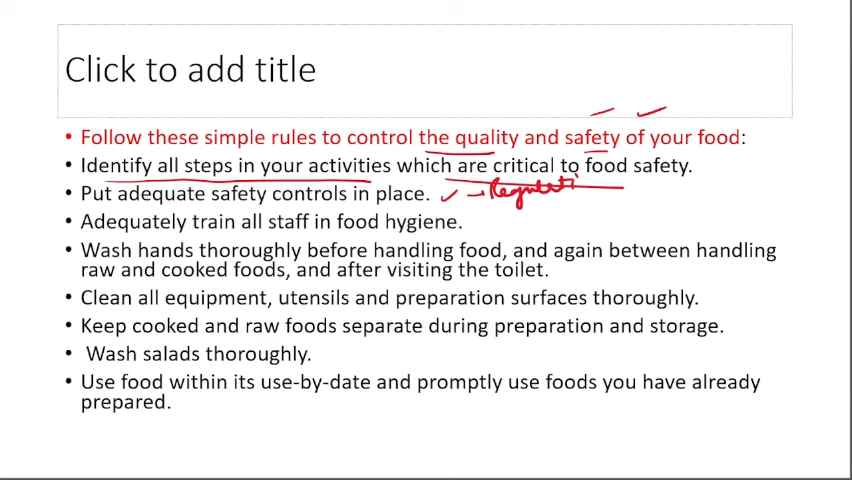 Click to add title
• Follow these simple rules to control the quality and safety of your food:
• Identify all steps in your activities which are critical to food safety.
• Put adequate safety controls in place. ✓ → Regulati
• Adequately train all staff in food hygiene.
• Wash hands thoroughly before handling food, and again between handling
raw and cooked foods, and after visiting the toilet.
• Clean all equipment, utensils and preparation surfaces thoroughly.
• Keep cooked and raw foods separate during preparation and storage.
• Wash salads thoroughly.
• Use food within its use-by-date and promptly use foods you have already
prepared.